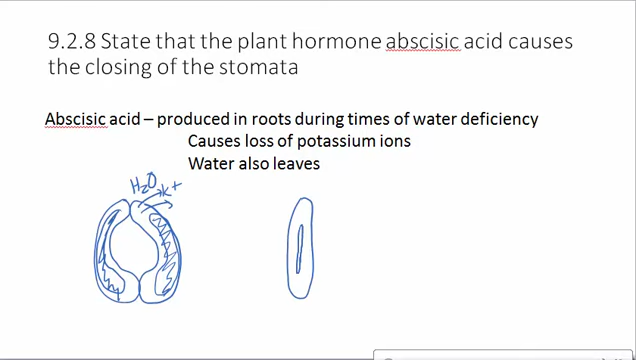 9.2.8 State that the plant hormone abscisic acid causes
the closing of the stomata
Abscisic acid – produced in roots during times of water deficiency
Causes loss of potassium ions
Water also leaves
H₂O
K+